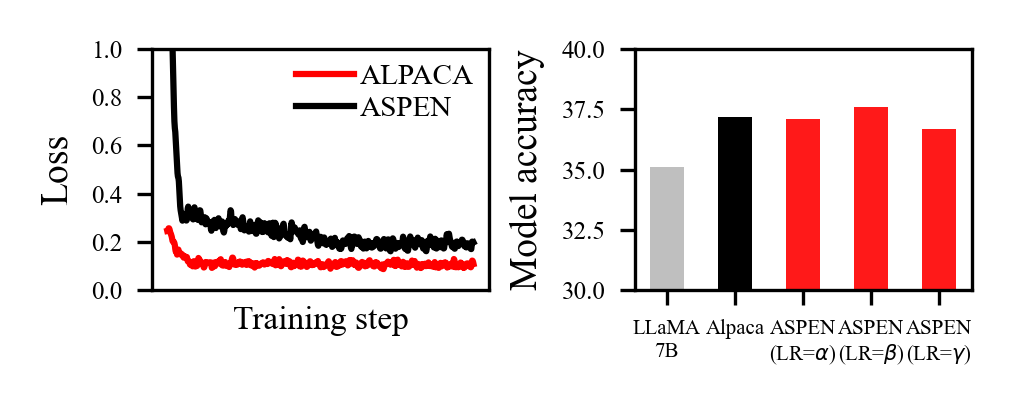 1.0
0.8
0.6
0.4
0.2
0.0
Loss
Training step
ALPACA
ASPEN
40.0
37.5
35.0
32.5
30.0
Model accuracy
LLaMA
7B
Alpaca
ASPEN
(LR=α)
ASPEN
(LR=β)
ASPEN
(LR=γ)